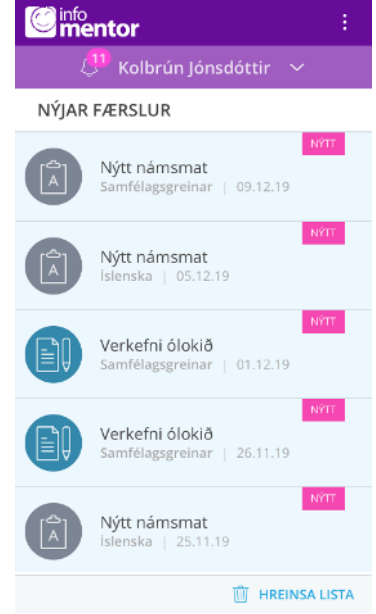 info
mentor
11
Kolbrún Jónsdóttir
NÝJAR FÆRSLUR
NÝTT
Nýtt námsmat
Samfélagsgreinar | 09.12.19
A
NÝTT
Nýtt námsmat
Íslenska | 05.12.19
A
NÝTT
Verkefni ólokið
Samfélagsgreinar | 01.12.19
NÝTT
Verkefni ólokið
Samfélagsgreinar | 26.11.19
NÝTT
Nýtt námsmat
Íslenska | 25.11.19
A
HREINSA LISTA